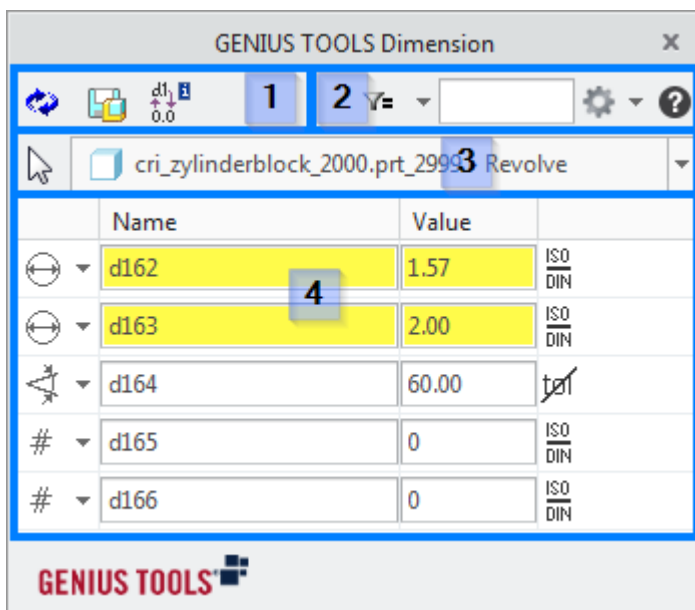 GENIUS TOOLS Dimension
d1 i 0.0 1 2
cri_zylinderblock_2000.prt_2999 3 Revolve
Name Value
d162 1.57 ISO DIN
4
d163 2.00 ISO DIN
d164 60.00 tol
# d165 0 ISO DIN
# d166 0 ISO DIN
GENIUS TOOLS